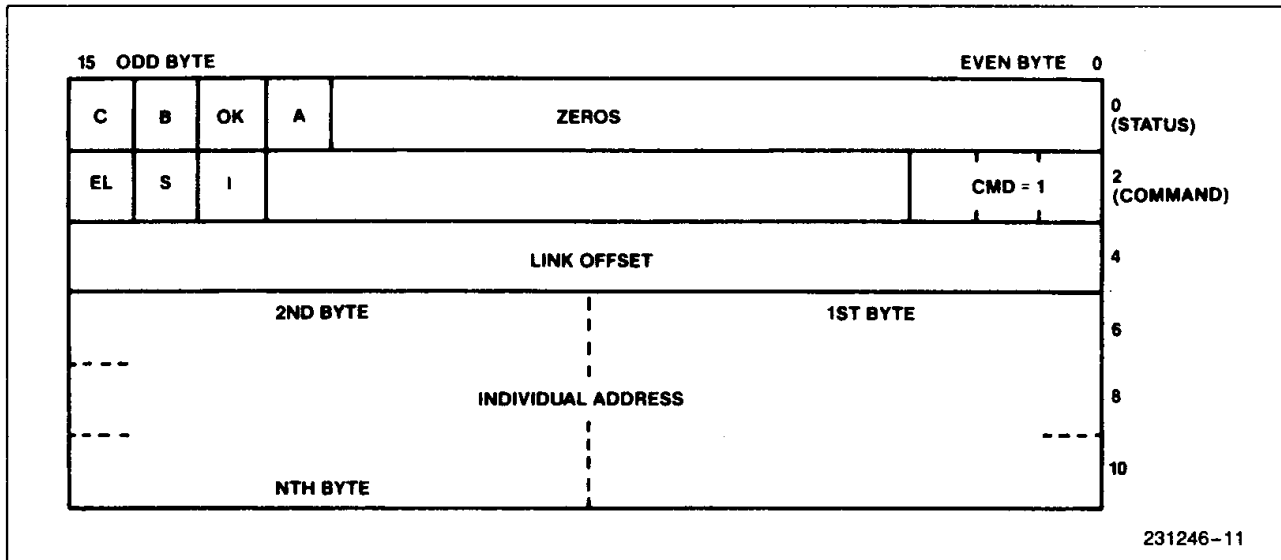 15 ODD BYTE EVEN BYTE 0
C B OK A ZEROS 0
(STATUS)
EL S I CMD = 1 2
(COMMAND)
LINK OFFSET 4
2ND BYTE 1ST BYTE 6
INDIVIDUAL ADDRESS 8
NTH BYTE 10
231246-11